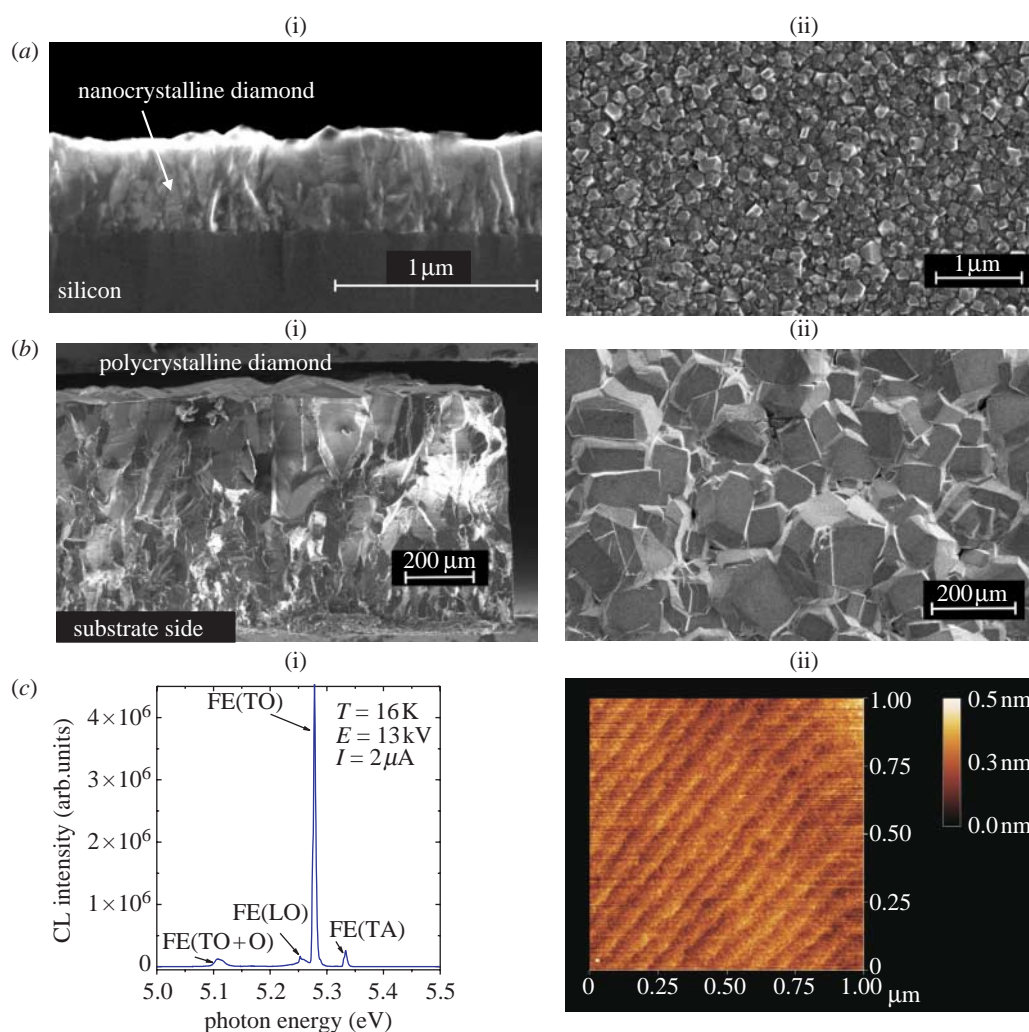 (i)
(ii)
(a)
nanocrystalline diamond
silicon
1 µm
1 µm
(i)
(ii)
(b)
polycrystalline diamond
substrate side
200 µm
200 µm
(i)
(ii)
(c)
CL intensity (arb.units)
4×10⁶
3×10⁶
2×10⁶
1×10⁶
0
FE(TO)
T = 16 K
E = 13 kV
I = 2 µA
FE(LO)
FE(TA)
FE(TO+O)
5.0 5.1 5.2 5.3 5.4 5.5
photon energy (eV)
1.00
0.75
0.50
0.25
0
0 0.25 0.50 0.75 1.00
µm
0.5 nm
0.3 nm
0.0 nm